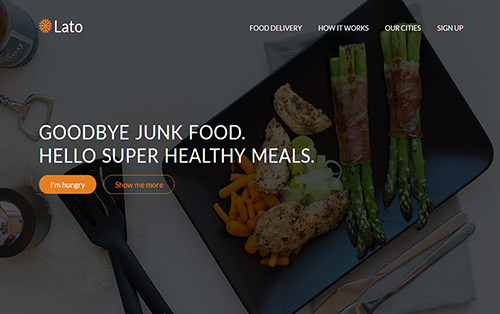 Lato
FOOD DELIVERY HOW IT WORKS OUR CITIES SIGN UP
GOODBYE JUNK FOOD.
HELLO SUPER HEALTHY MEALS.
I'm hungry Show me more